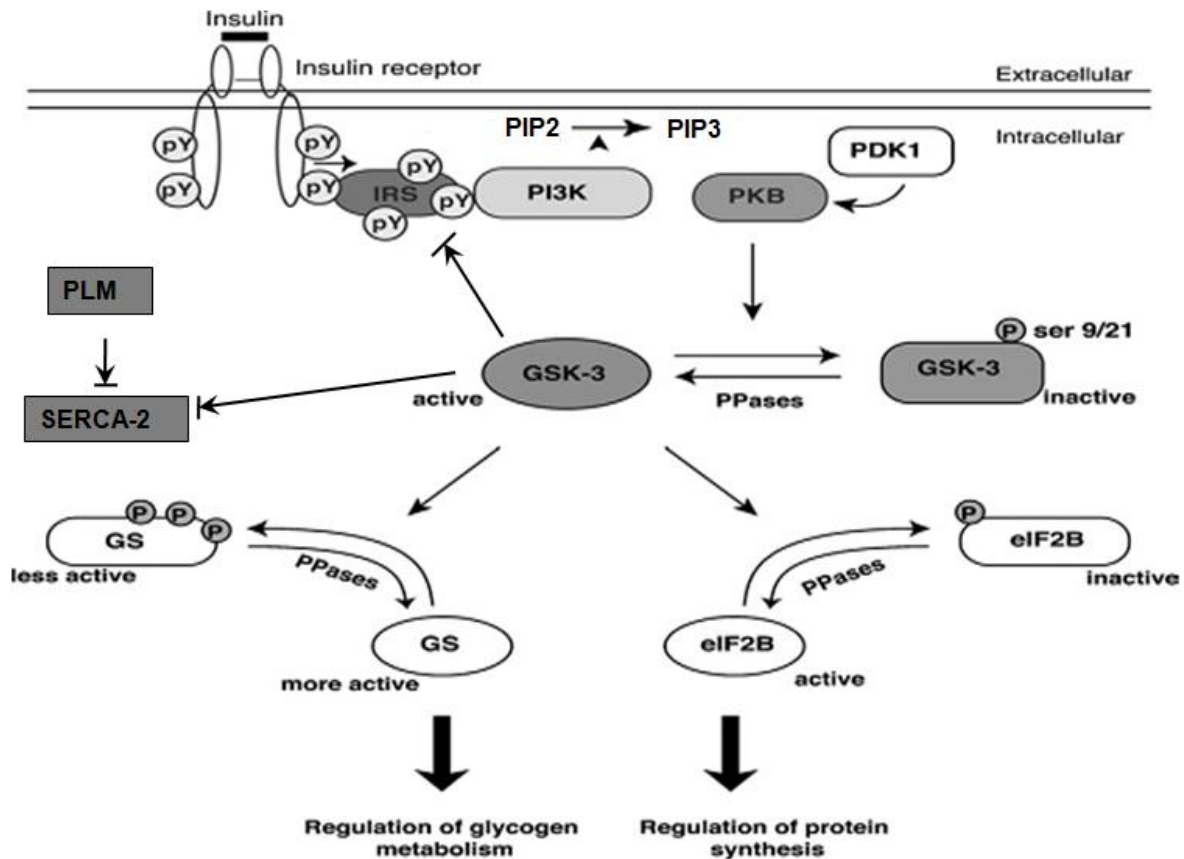 Insulin
Insulin receptor
Extracellular
PIP2
PIP3
Intracellular
PDK1
pY
pY
pY
pY
pY
pY
pY
IRS
PI3K
PKB
PLM
P
ser 9/21
GSK-3
GSK-3
active
PPases
inactive
SERCA-2
P
P
P
GS
less active
PPases
P
eIF2B
inactive
PPases
GS
more active
eIF2B
active
Regulation of glycogen
metabolism
Regulation of protein
synthesis